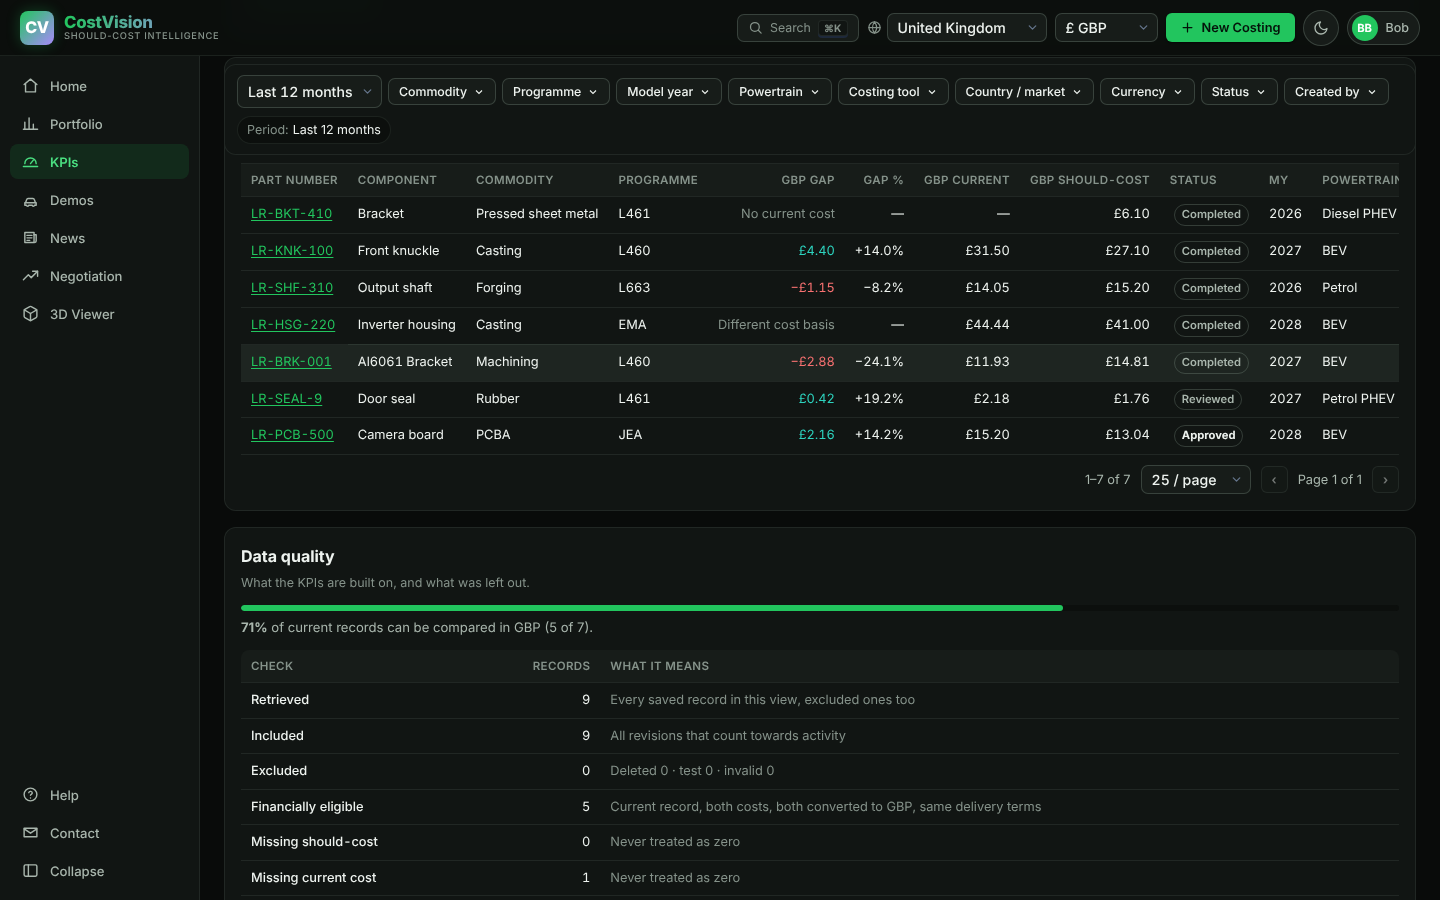 CV CostVision
SHOULD-COST INTELLIGENCE
Search ⌘K United Kingdom £ GBP + New Costing BB Bob
Home
Portfolio
KPIs
Demos
News
Negotiation
3D Viewer
Help
Contact
Collapse
Last 12 months Commodity Programme Model year Powertrain Costing tool Country / market Currency Status Created by
Period: Last 12 months
PART NUMBER COMPONENT COMMODITY PROGRAMME GBP GAP GAP % GBP CURRENT GBP SHOULD-COST STATUS MY POWERTRAIN
LR-BKT-410 Bracket Pressed sheet metal L461 No current cost — — £6.10 Completed 2026 Diesel PHEV
LR-KNK-100 Front knuckle Casting L460 £4.40 +14.0% £31.50 £27.10 Completed 2027 BEV
LR-SHF-310 Output shaft Forging L663 −£1.15 −8.2% £14.05 £15.20 Completed 2026 Petrol
LR-HSG-220 Inverter housing Casting EMA Different cost basis — £44.44 £41.00 Completed 2028 BEV
LR-BRK-001 Al6061 Bracket Machining L460 −£2.88 −24.1% £11.93 £14.81 Completed 2027 BEV
LR-SEAL-9 Door seal Rubber L461 £0.42 +19.2% £2.18 £1.76 Reviewed 2027 Petrol PHEV
LR-PCB-500 Camera board PCBA JEA £2.16 +14.2% £15.20 £13.04 Approved 2028 BEV
1–7 of 7 25 / page ‹ Page 1 of 1 ›
Data quality
What the KPIs are built on, and what was left out.
71% of current records can be compared in GBP (5 of 7).
CHECK RECORDS WHAT IT MEANS
Retrieved 9 Every saved record in this view, excluded ones too
Included 9 All revisions that count towards activity
Excluded 0 Deleted 0 · test 0 · invalid 0
Financially eligible 5 Current record, both costs, both converted to GBP, same delivery terms
Missing should-cost 0 Never treated as zero
Missing current cost 1 Never treated as zero